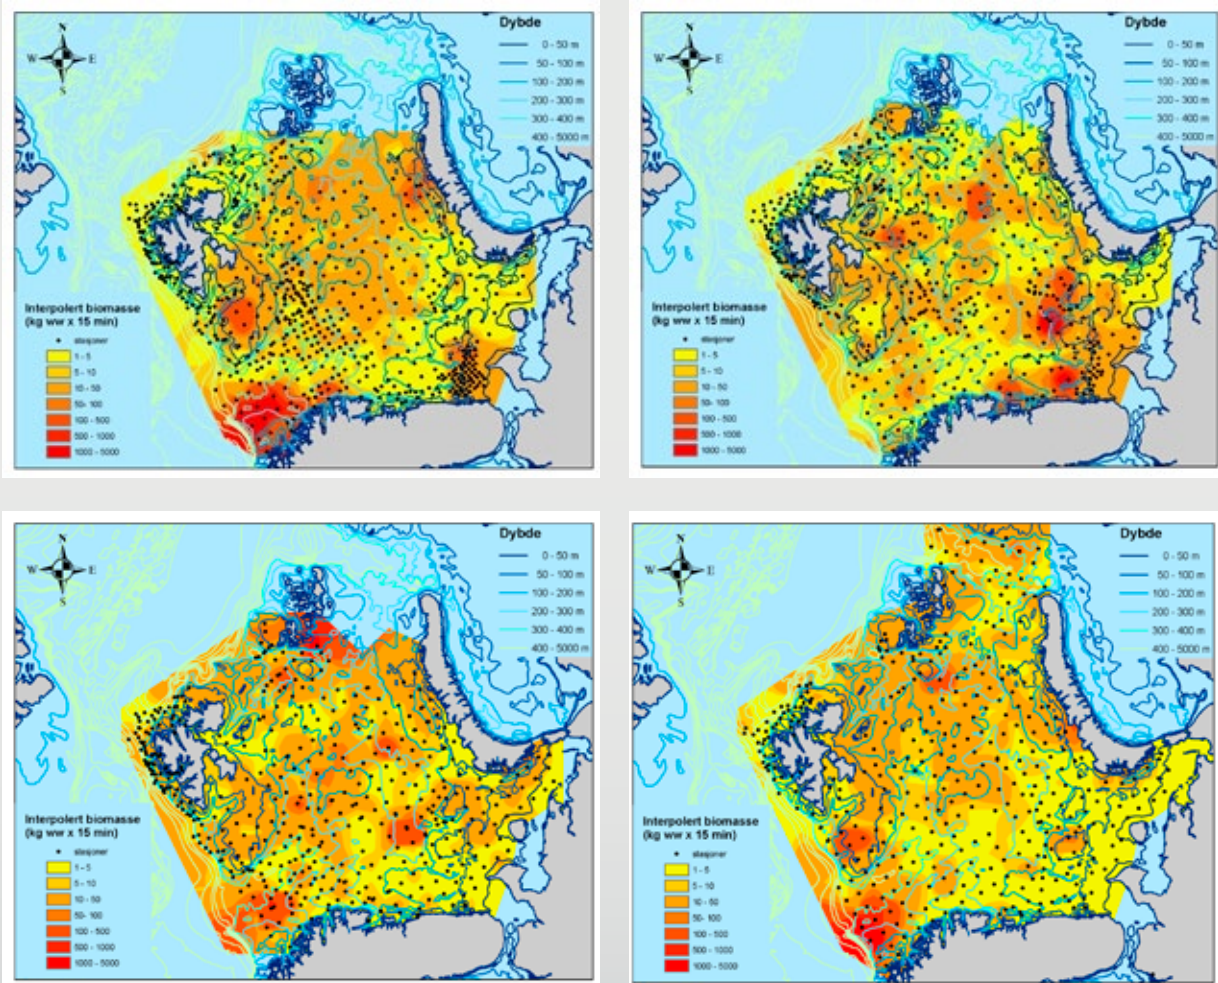 N
W E
S
Dybde
0 - 50 m
50 - 100 m
100 - 200 m
200 - 300 m
300 - 400 m
400 - 5000 m
Interpolert biomasse
(kg ww x 15 min)
stasjoner
1 - 5
5 - 10
10 - 50
50 - 100
100 - 500
500 - 1000
1000 - 5000
N
W E
S
Dybde
0 - 50 m
50 - 100 m
100 - 200 m
200 - 300 m
300 - 400 m
400 - 5000 m
Interpolert biomasse
(kg ww x 15 min)
stasjoner
1 - 5
5 - 10
10 - 50
50 - 100
100 - 500
500 - 1000
1000 - 5000
N
W E
S
Dybde
0 - 50 m
50 - 100 m
100 - 200 m
200 - 300 m
300 - 400 m
400 - 5000 m
Interpolert biomasse
(kg ww x 15 min)
stasjoner
1 - 5
5 - 10
10 - 50
50 - 100
100 - 500
500 - 1000
1000 - 5000
N
W E
S
Dybde
0 - 50 m
50 - 100 m
100 - 200 m
200 - 300 m
300 - 400 m
400 - 5000 m
Interpolert biomasse
(kg ww x 15 min)
stasjoner
1 - 5
5 - 10
10 - 50
50 - 100
100 - 500
500 - 1000
1000 - 5000